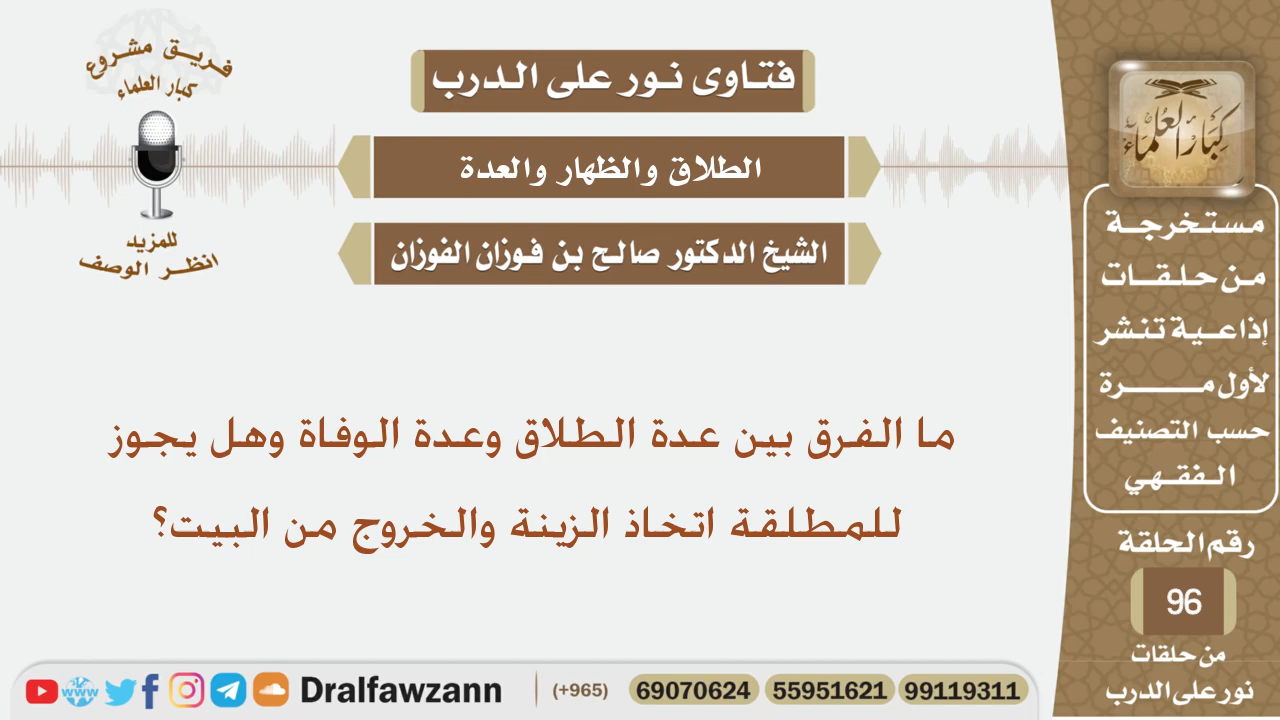 فتاوى نور على الدرب
الطلاق والظهار والعدة
الشيخ الدكتور صالح بن فوزان الفوزان
فريق مشروع
كبار العلماء
للمزيد
انظر الوصف
ما الفرق بين عدة الطلاق وعدة الوفاة وهل يجوز
للمطلقة اتخاذ الزينة والخروج من البيت؟
كبار العلماء
مستخرجة
من حلقات
إذاعية تنشر
لأول مرة
حسب التصنيف
الفقهي
رقم الحلقة
96
من حلقات
نور على الدرب
www Dralfawzann (+965) 69070624 55951621 99119311